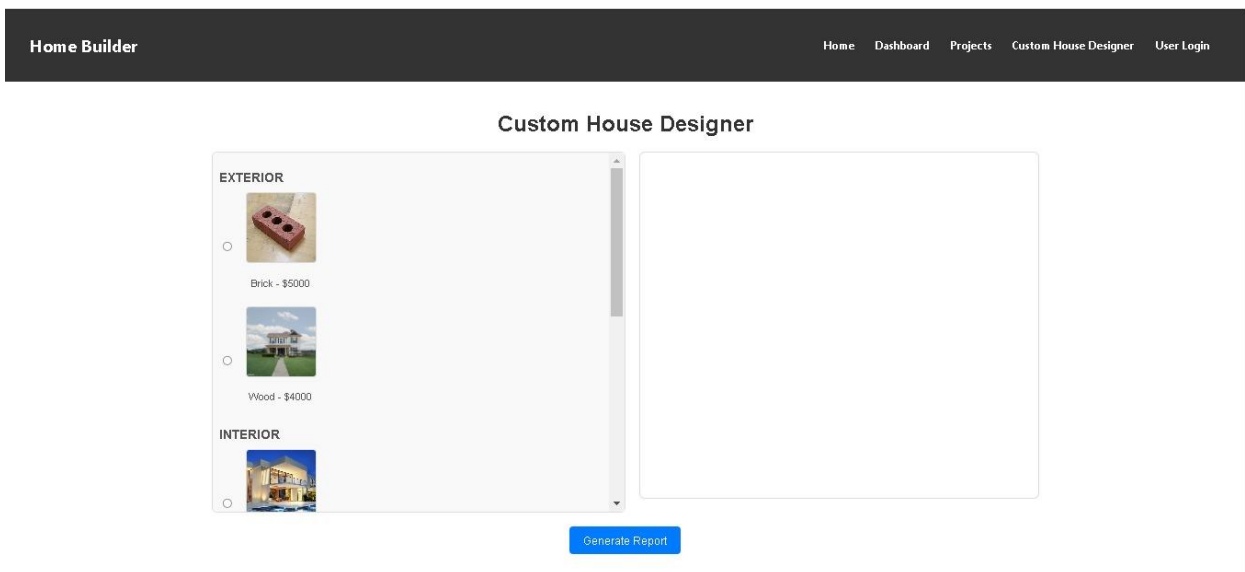 Home Builder
Home Dashboard Projects Custom House Designer User Login
Custom House Designer
EXTERIOR
Brick - $5000
Wood - $4000
INTERIOR
Generate Report